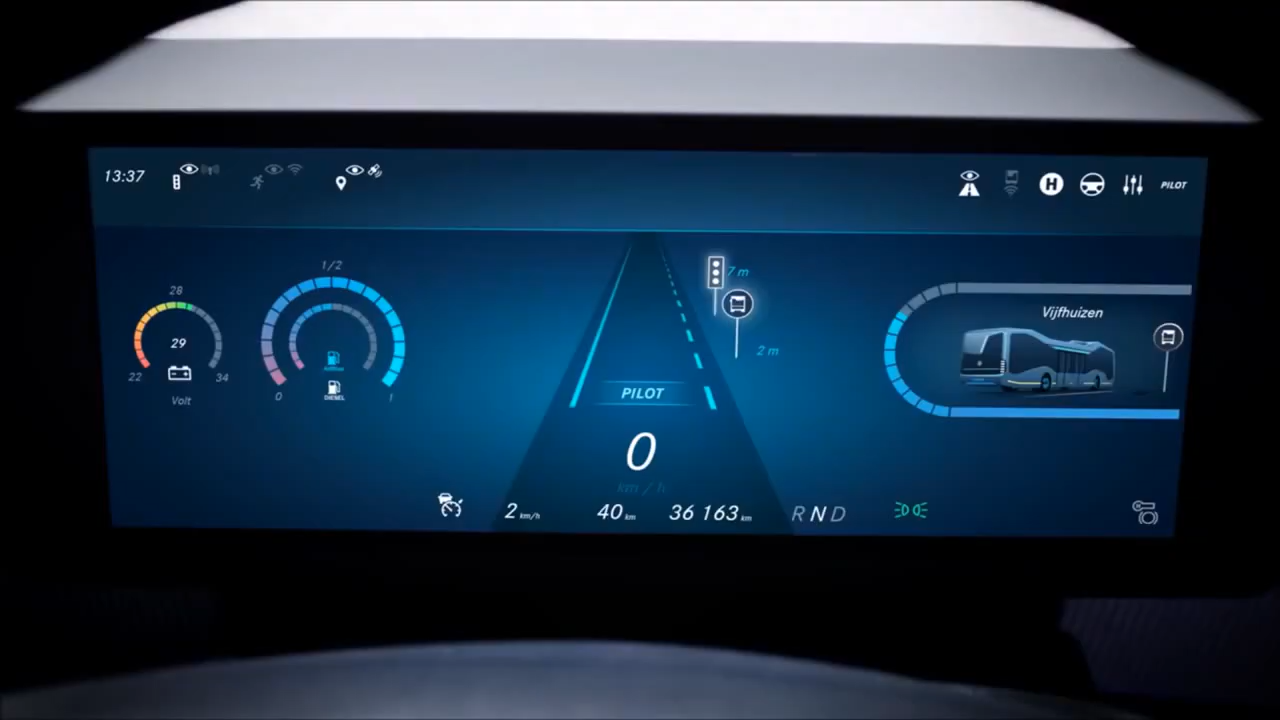 13:37
H
PILOT
28
29
22
34
Volt
1/2
0
1
DIESEL
7 m
2 m
PILOT
0
km / h
2 km/h
40 km
36 163 km
R N D
Vijfhuizen